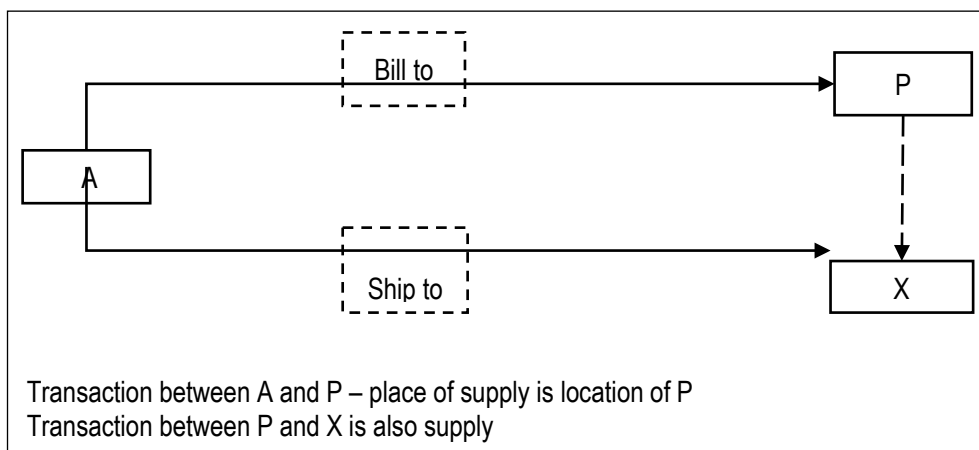 Bill to
P
A
Ship to
X
Transaction between A and P – place of supply is location of P
Transaction between P and X is also supply